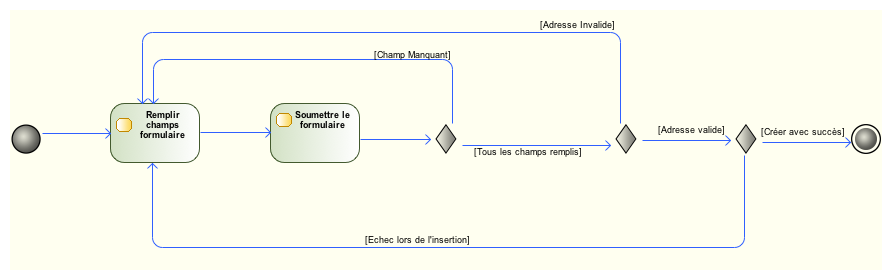 [Adresse Invalide]
[Champ Manquant]
Remplir
champs
formulaire
Soumettre le
formulaire
[Tous les champs remplis]
[Adresse valide]
[Créer avec succès]
[Echec lors de l'insertion]